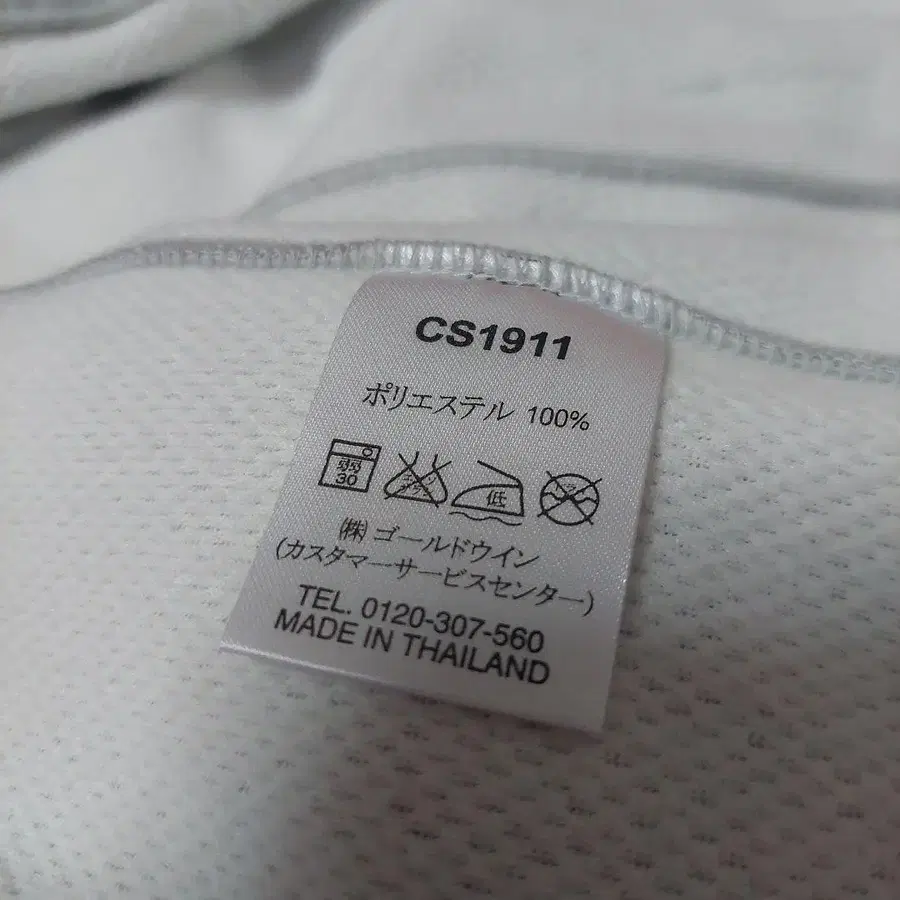 CS1911
ポリエステル 100%
弱 30 低
(株) ゴールドウイン
(カスタマーサービスセンター)
TEL. 0120-307-560
MADE IN THAILAND